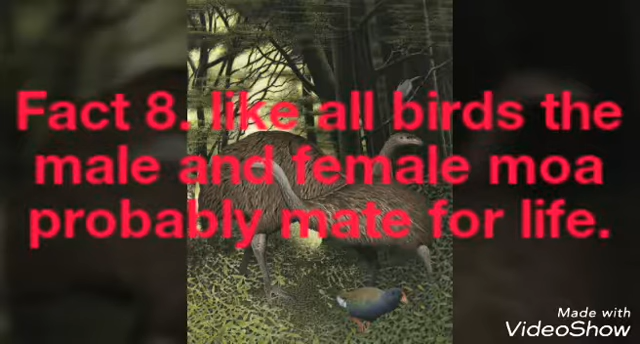 Fact 8. like all birds the
male and female moa
probably mate for life.
Made with
VideoShow